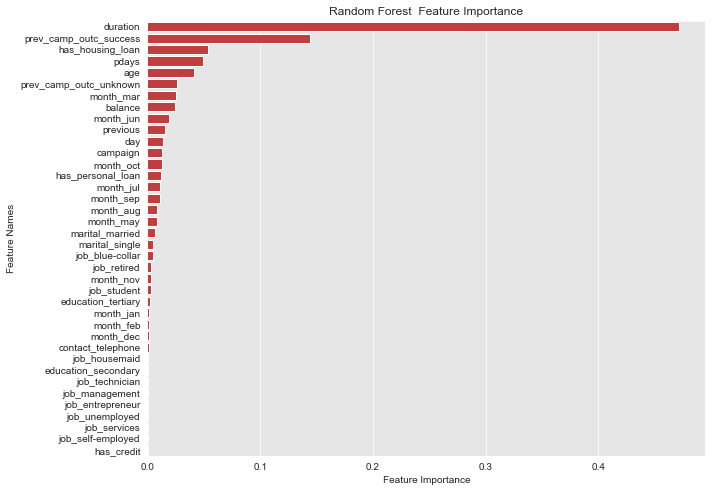 Random Forest  Feature Importance
Feature Names
duration
prev_camp_outc_success
has_housing_loan
pdays
age
prev_camp_outc_unknown
month_mar
balance
month_jun
previous
day
campaign
month_oct
has_personal_loan
month_jul
month_sep
month_aug
month_may
marital_married
marital_single
job_blue-collar
job_retired
month_nov
job_student
education_tertiary
month_jan
month_feb
month_dec
contact_telephone
job_housemaid
education_secondary
job_technician
job_management
job_entrepreneur
job_unemployed
job_services
job_self-employed
has_credit
0.0 0.1 0.2 0.3 0.4
Feature Importance